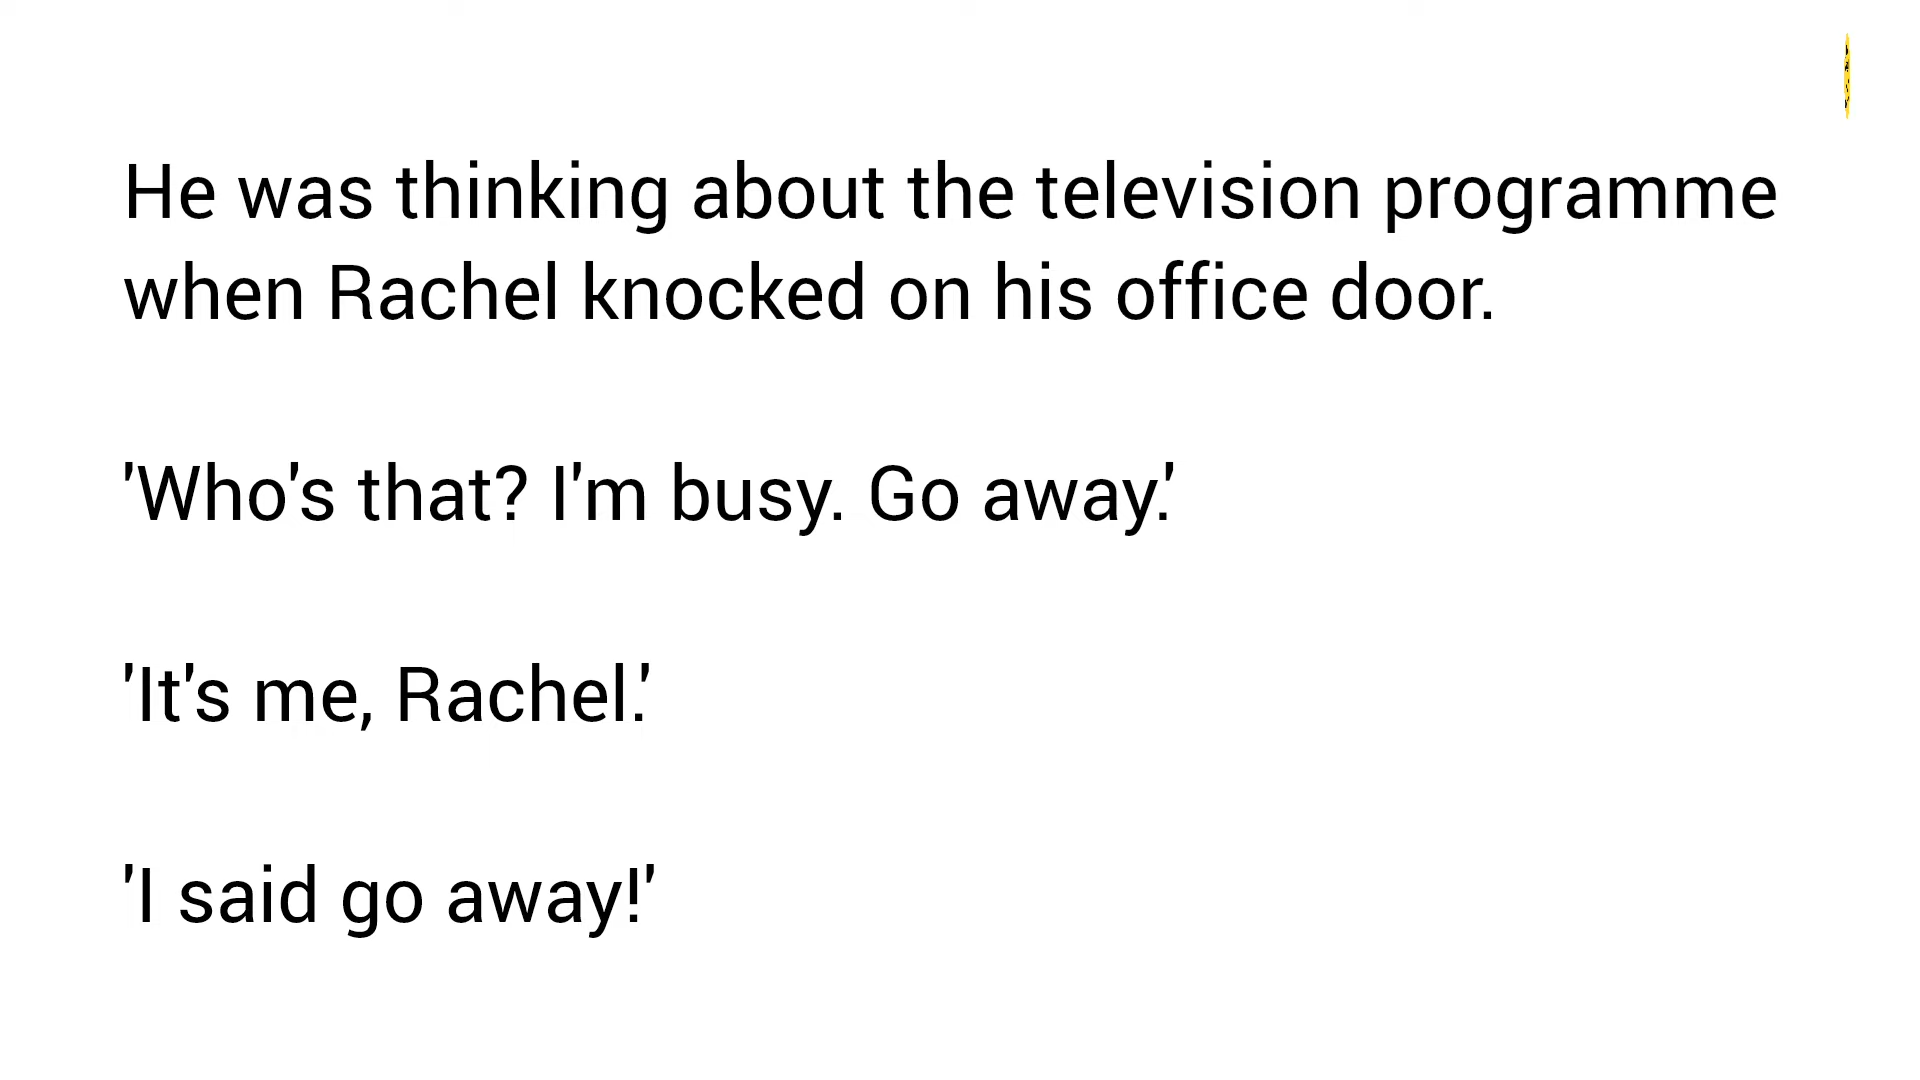 He was thinking about the television programme
when Rachel knocked on his office door.
'Who's that? I'm busy. Go away.'
'It's me, Rachel.'
'I said go away!'